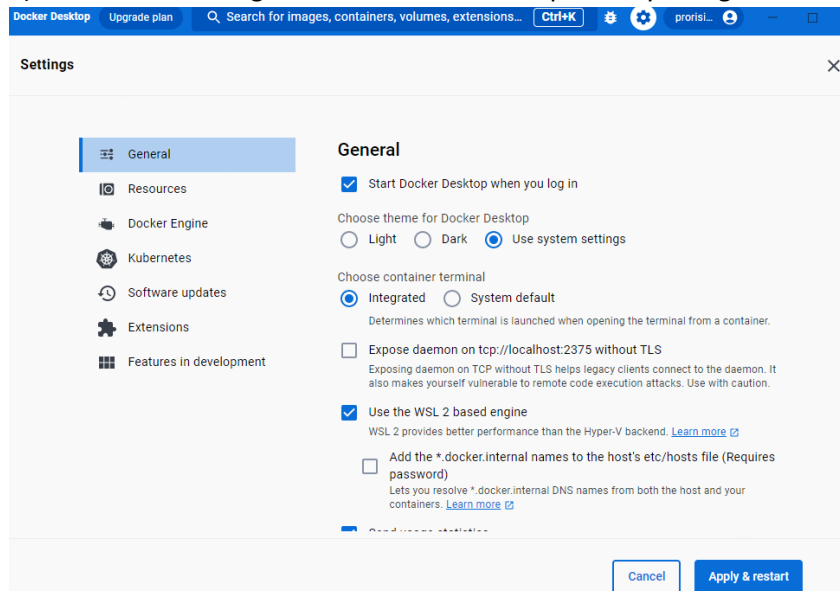 Docker Desktop Upgrade plan Search for images, containers, volumes, extensions... Ctrl+K prorisi...
Settings
General
Resources
Docker Engine
Kubernetes
Software updates
Extensions
Features in development
General
Start Docker Desktop when you log in
Choose theme for Docker Desktop
Light Dark Use system settings
Choose container terminal
Integrated System default
Determines which terminal is launched when opening the terminal from a container.
Expose daemon on tcp://localhost:2375 without TLS
Exposing daemon on TCP without TLS helps legacy clients connect to the daemon. It
also makes yourself vulnerable to remote code execution attacks. Use with caution.
Use the WSL 2 based engine
WSL 2 provides better performance than the Hyper-V backend. Learn more
Add the *.docker.internal names to the host's etc/hosts file (Requires
password)
Lets you resolve *.docker.internal DNS names from both the host and your
containers. Learn more
Send usage statistics
Cancel Apply & restart